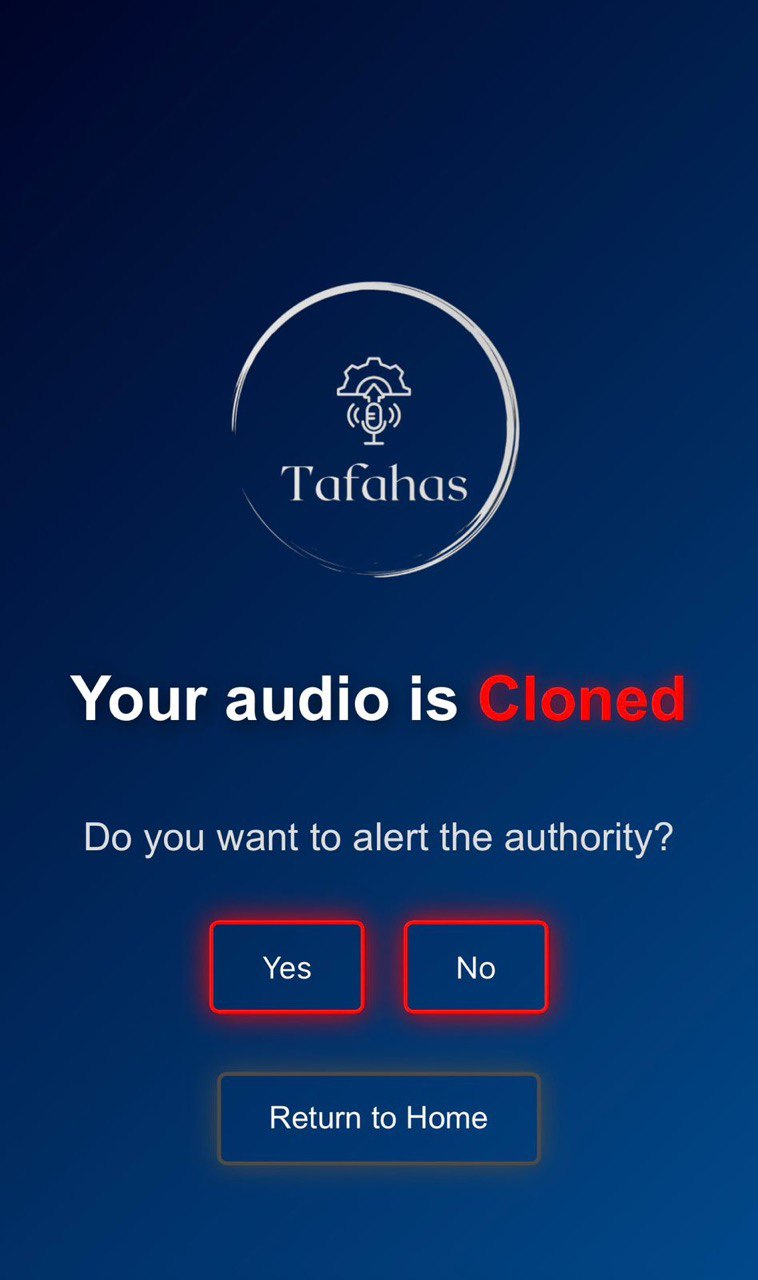 Tafahas
Your audio is Cloned
Do you want to alert the authority?
Yes
No
Return to Home